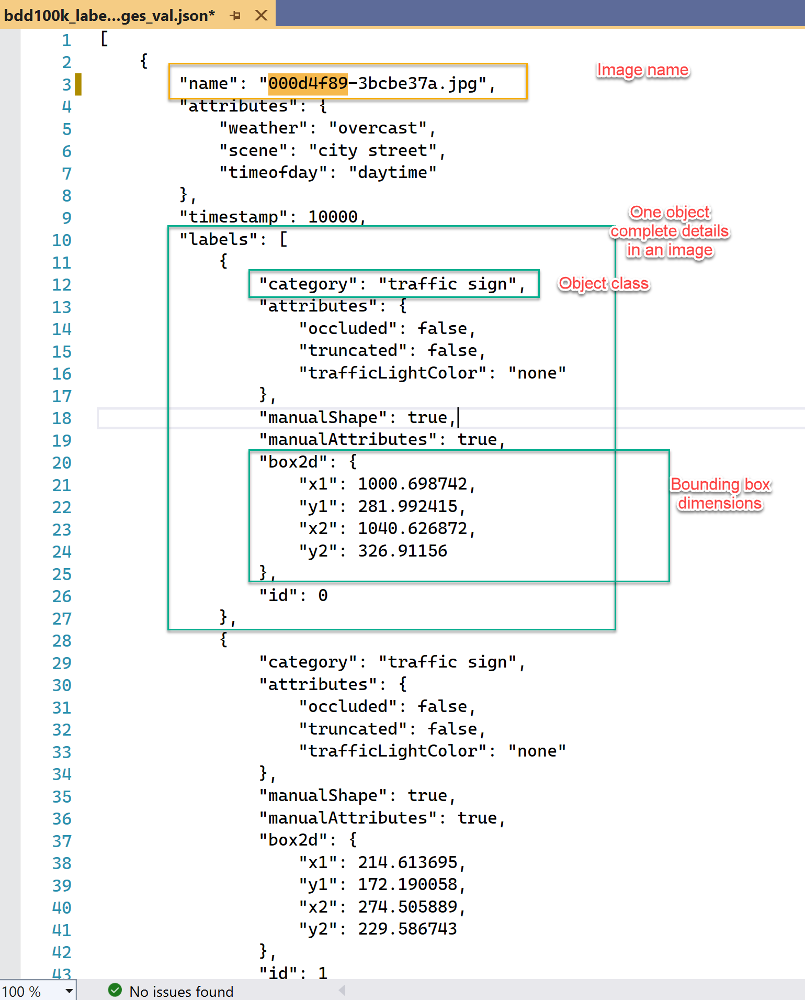 bdd100k_labe...ges_val.json*
1 [
2 {
3 "name": "000d4f89-3bcbe37a.jpg",
Image name
4 "attributes": {
5 "weather": "overcast",
6 "scene": "city street",
7 "timeofday": "daytime"
8 },
9 "timestamp": 10000,
One object
complete details
in an image
10 "labels": [
11 {
12 "category": "traffic sign",
Object class
13 "attributes": {
14 "occluded": false,
15 "truncated": false,
16 "trafficLightColor": "none"
17 },
18 "manualShape": true,
19 "manualAttributes": true,
20 "box2d": {
21 "x1": 1000.698742,
Bounding box
dimensions
22 "y1": 281.992415,
23 "x2": 1040.626872,
24 "y2": 326.91156
25 },
26 "id": 0
27 },
28 {
29 "category": "traffic sign",
30 "attributes": {
31 "occluded": false,
32 "truncated": false,
33 "trafficLightColor": "none"
34 },
35 "manualShape": true,
36 "manualAttributes": true,
37 "box2d": {
38 "x1": 214.613695,
39 "y1": 172.190058,
40 "x2": 274.505889,
41 "y2": 229.586743
42 },
43 "id": 1
100 %
No issues found